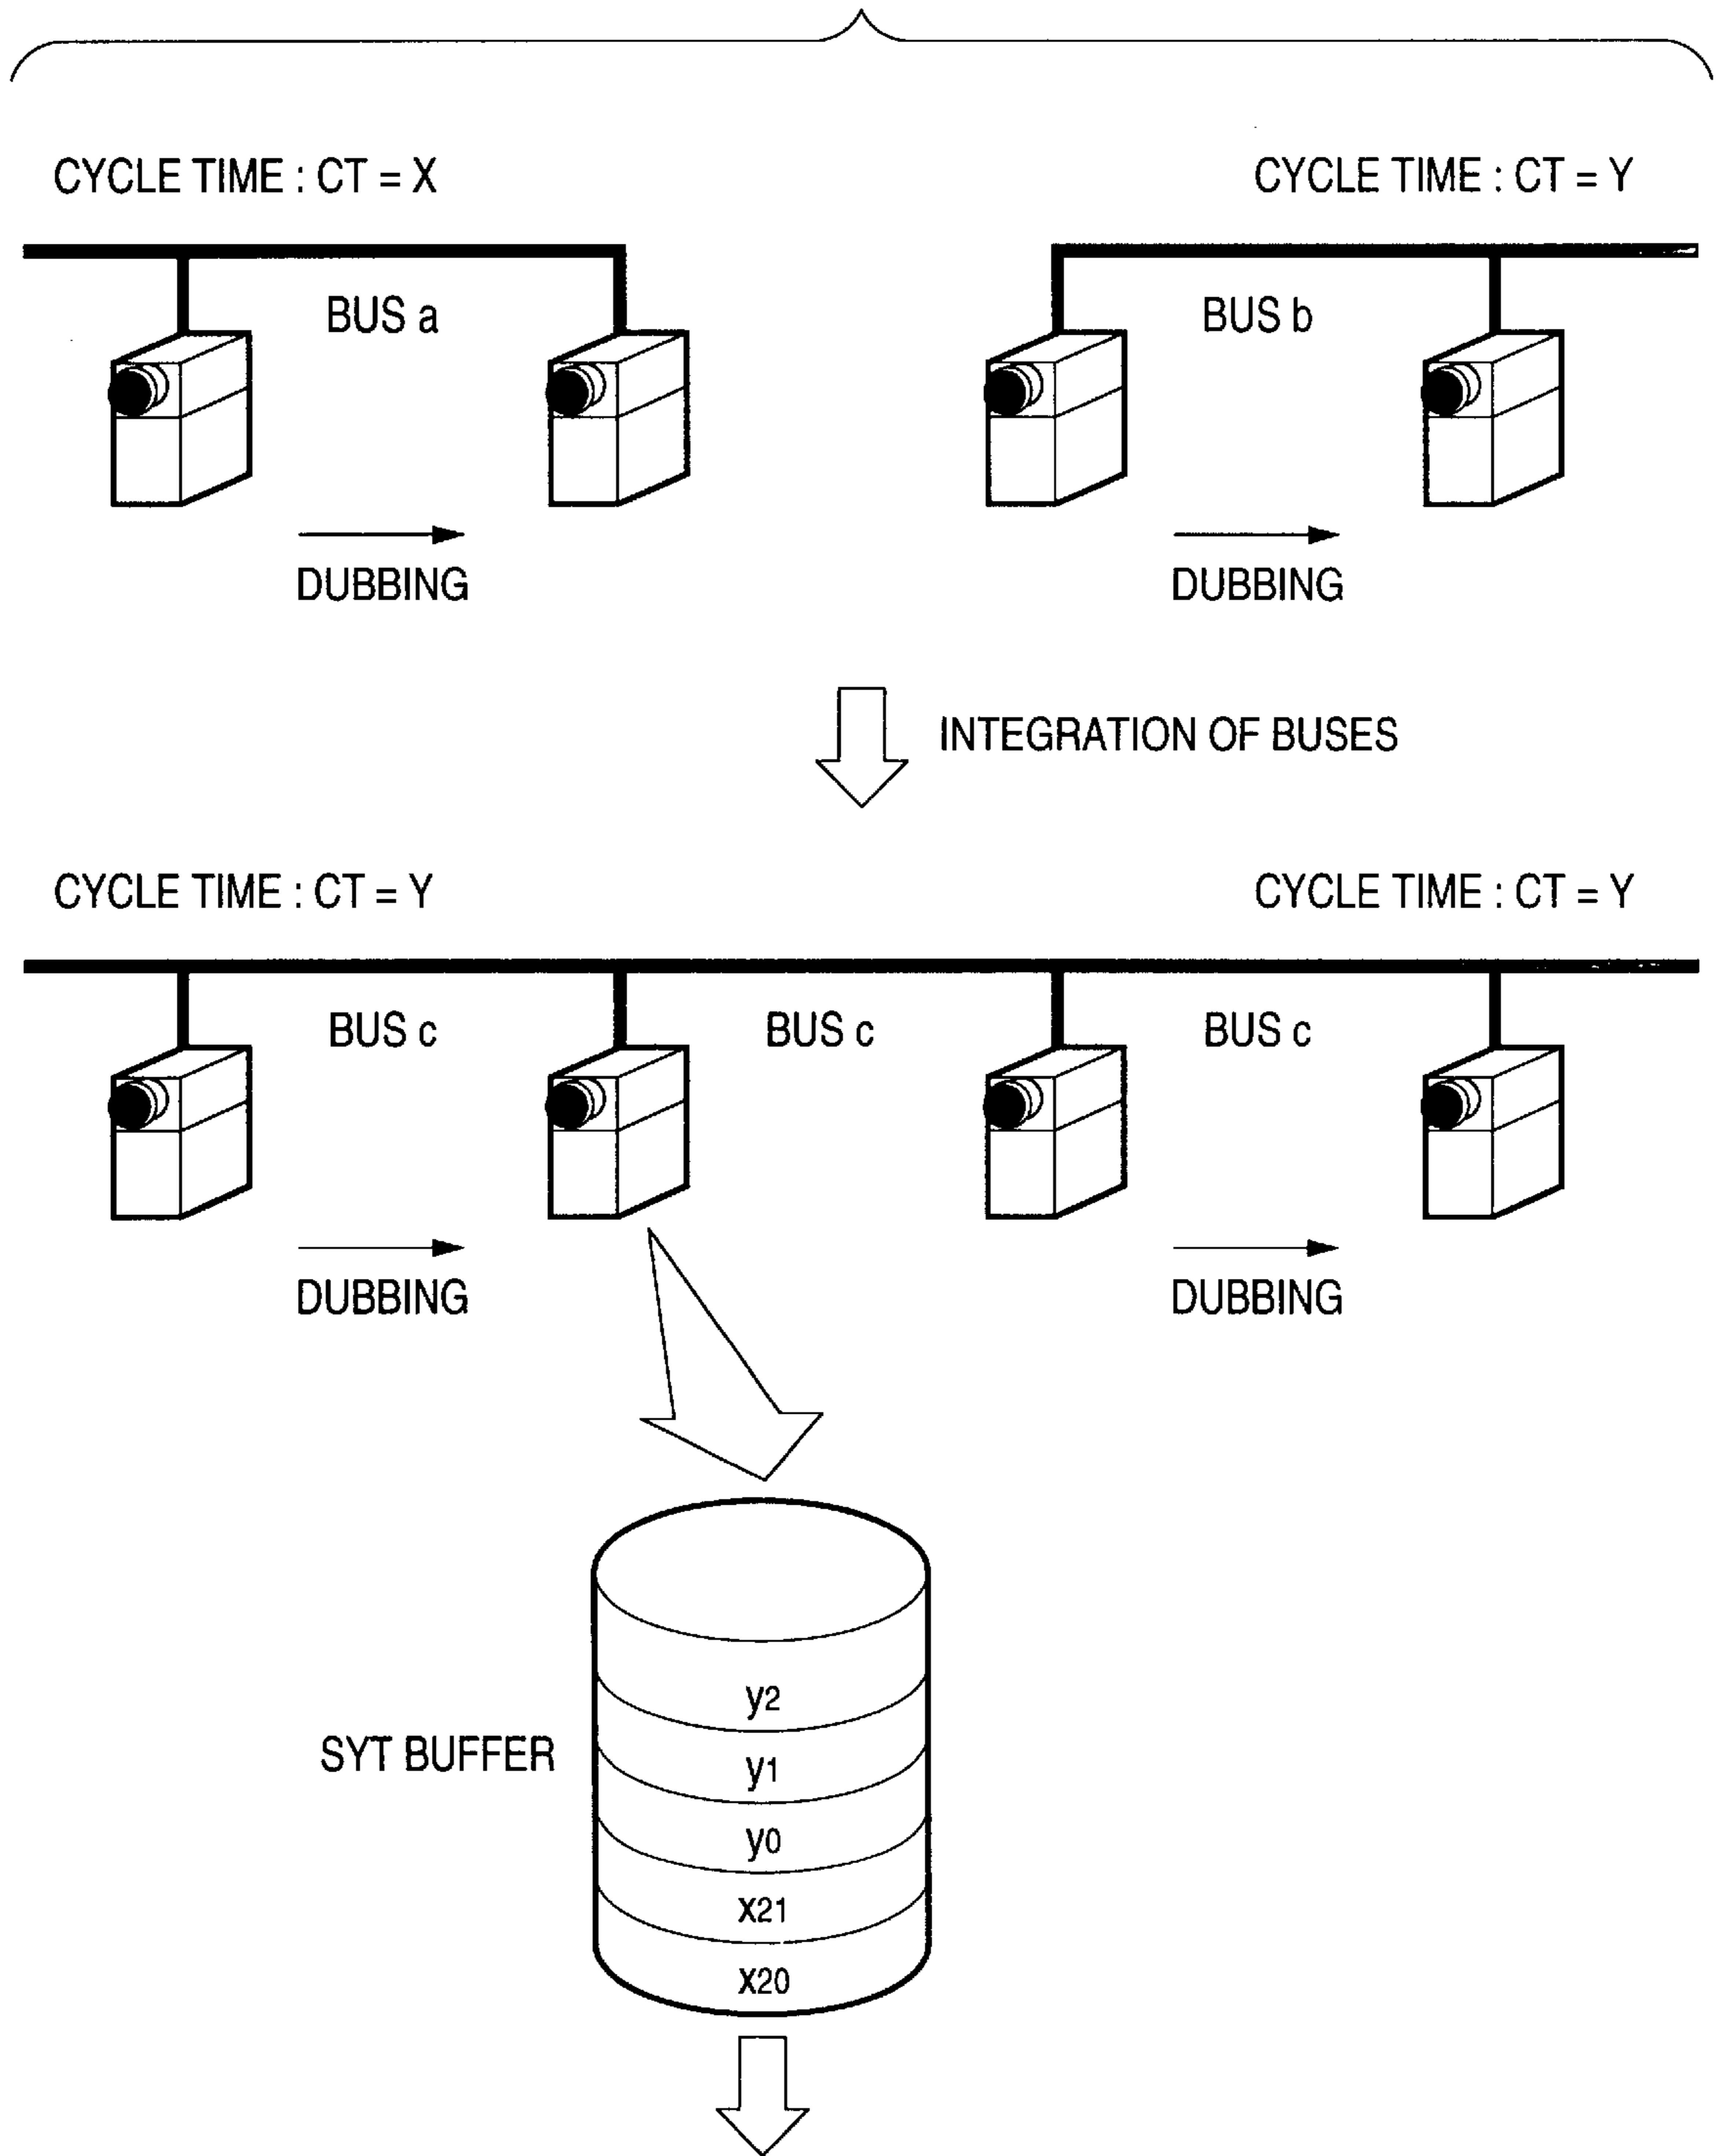 CYCLE TIME : CT = X
CYCLE TIME : CT = Y
BUS a
BUS b
DUBBING
DUBBING
INTEGRATION OF BUSES
CYCLE TIME : CT = Y
CYCLE TIME : CT = Y
BUS c
BUS c
BUS c
DUBBING
DUBBING
SYT BUFFER
y2
y1
y0
x21
x20